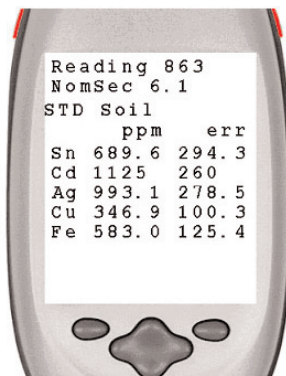 Reading 863
NomSec 6.1
STD Soil
ppm err
Sn 689.6 294.3
Cd 1125 260
Ag 993.1 278.5
Cu 346.9 100.3
Fe 583.0 125.4